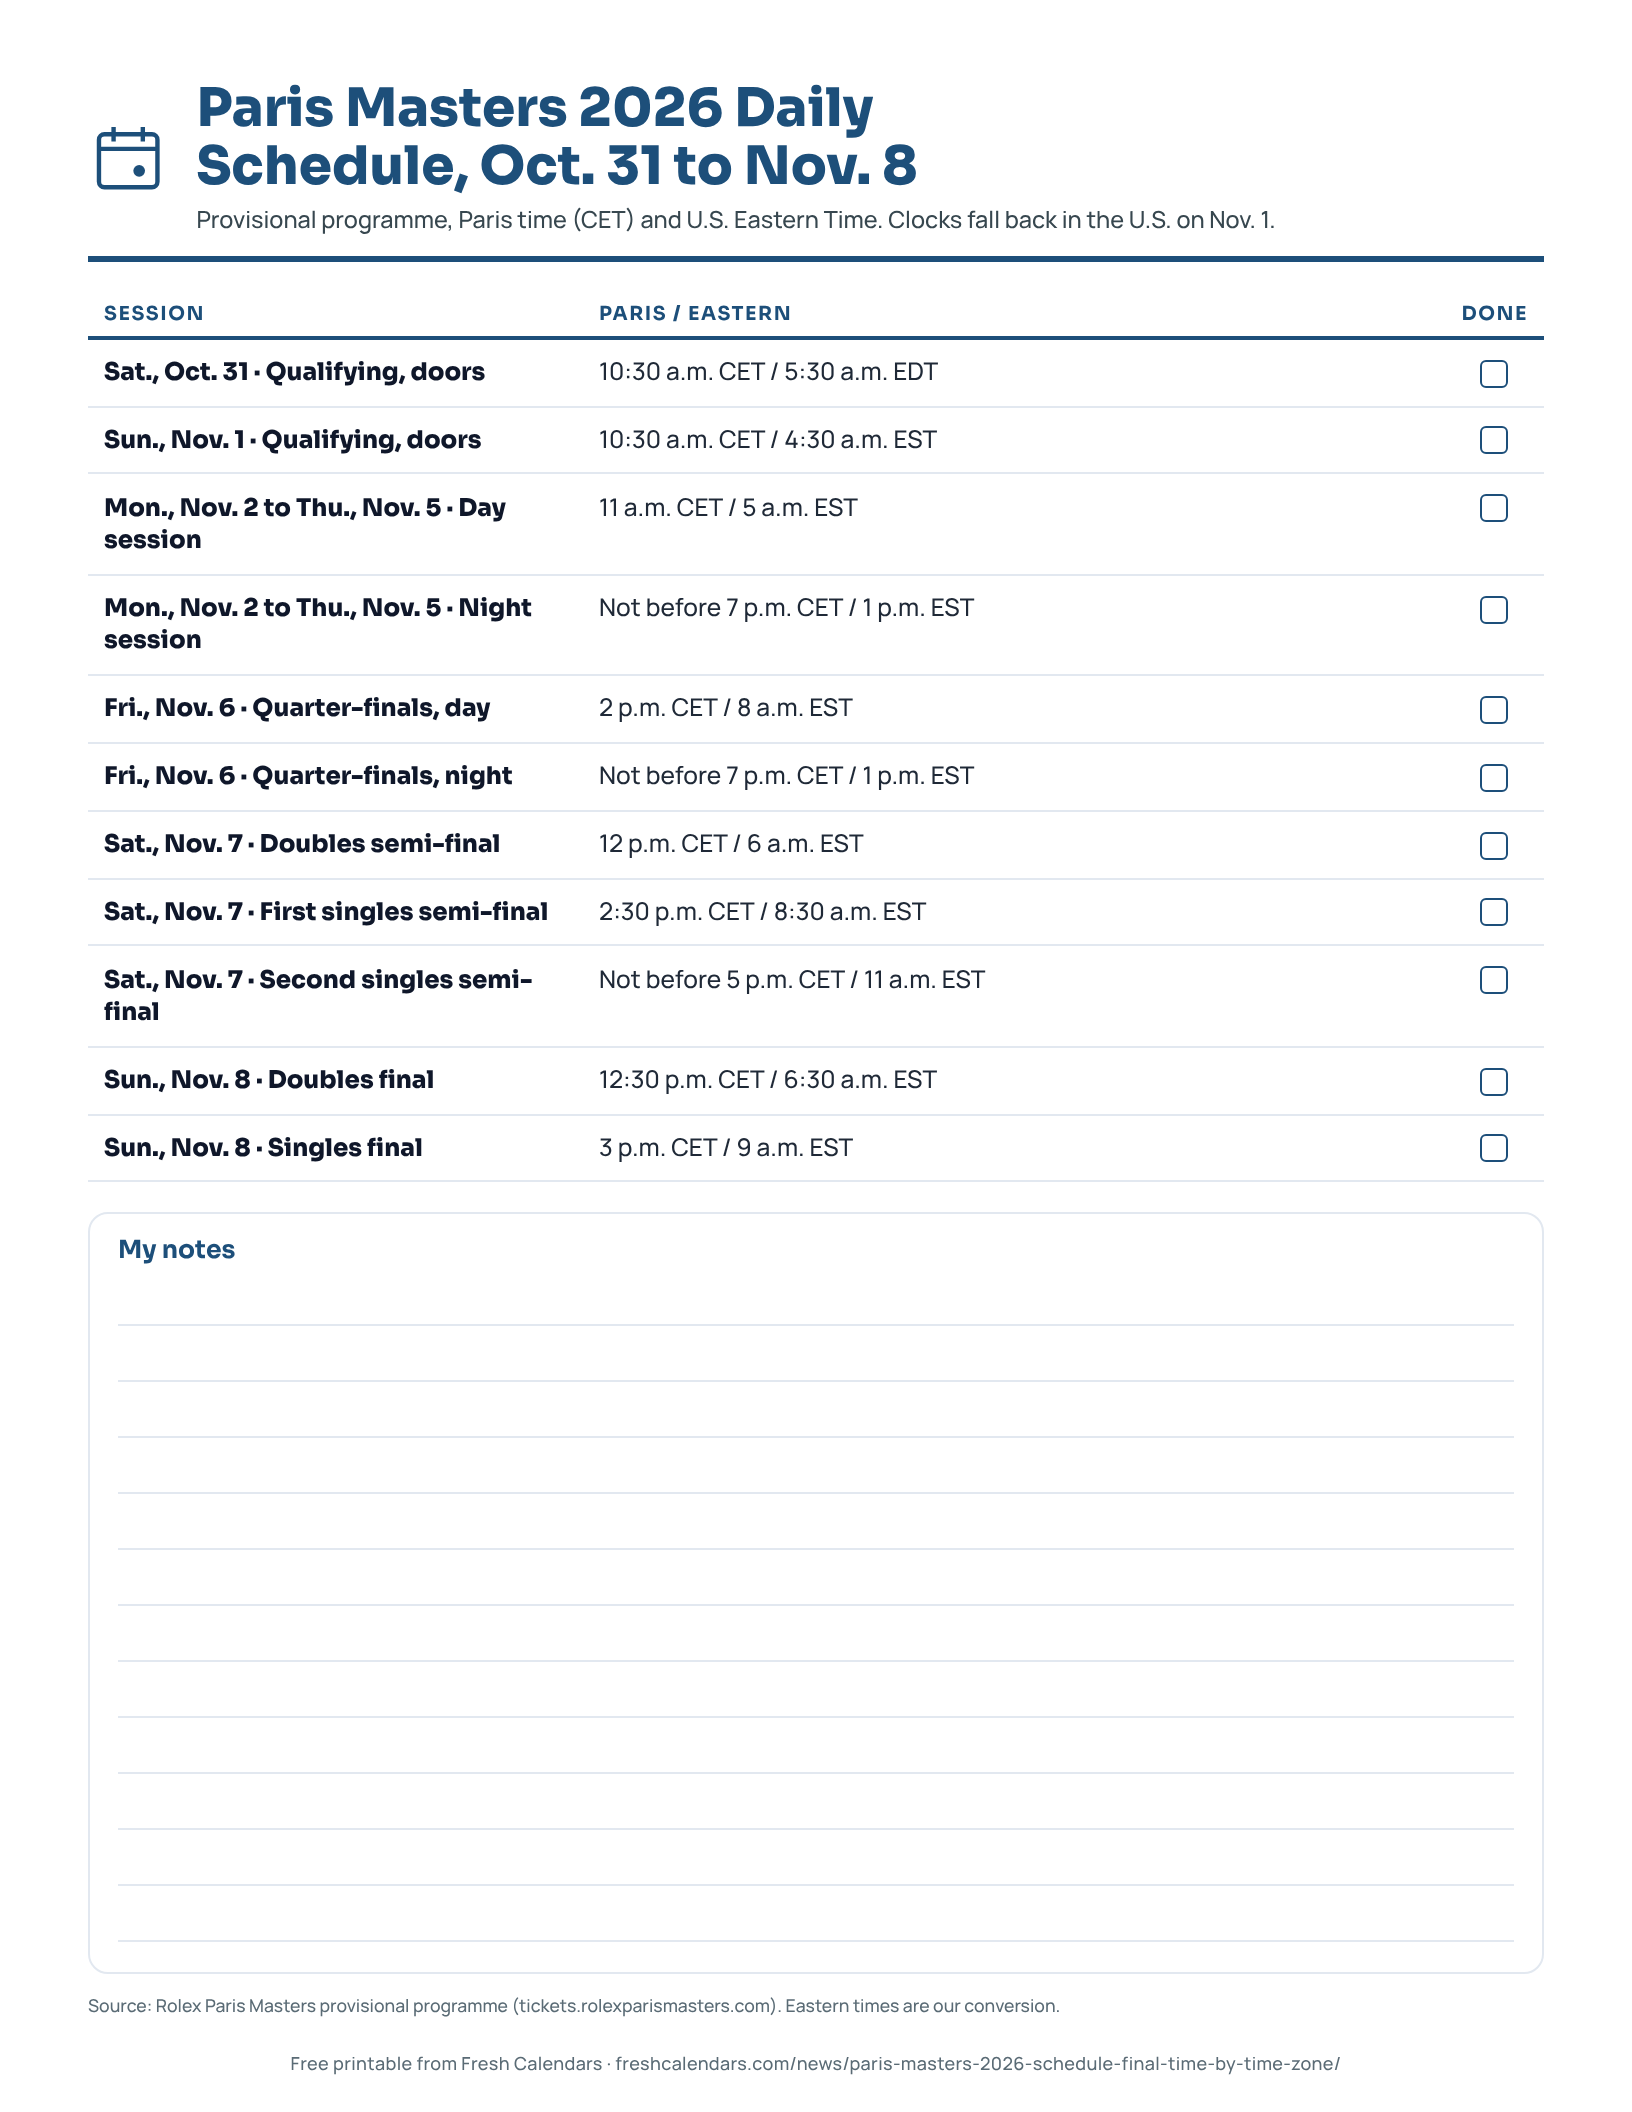 Paris Masters 2026 Daily
Schedule, Oct. 31 to Nov. 8
Provisional programme, Paris time (CET) and U.S. Eastern Time. Clocks fall back in the U.S. on Nov. 1.
SESSION PARIS / EASTERN DONE
Sat., Oct. 31 · Qualifying, doors 10:30 a.m. CET / 5:30 a.m. EDT
Sun., Nov. 1 · Qualifying, doors 10:30 a.m. CET / 4:30 a.m. EST
Mon., Nov. 2 to Thu., Nov. 5 · Day 11 a.m. CET / 5 a.m. EST
session
Mon., Nov. 2 to Thu., Nov. 5 · Night Not before 7 p.m. CET / 1 p.m. EST
session
Fri., Nov. 6 · Quarter-finals, day 2 p.m. CET / 8 a.m. EST
Fri., Nov. 6 · Quarter-finals, night Not before 7 p.m. CET / 1 p.m. EST
Sat., Nov. 7 · Doubles semi-final 12 p.m. CET / 6 a.m. EST
Sat., Nov. 7 · First singles semi-final 2:30 p.m. CET / 8:30 a.m. EST
Sat., Nov. 7 · Second singles semi- Not before 5 p.m. CET / 11 a.m. EST
final
Sun., Nov. 8 · Doubles final 12:30 p.m. CET / 6:30 a.m. EST
Sun., Nov. 8 · Singles final 3 p.m. CET / 9 a.m. EST
My notes
Source: Rolex Paris Masters provisional programme (tickets.rolexparismasters.com). Eastern times are our conversion.
Free printable from Fresh Calendars · freshcalendars.com/news/paris-masters-2026-schedule-final-time-by-time-zone/